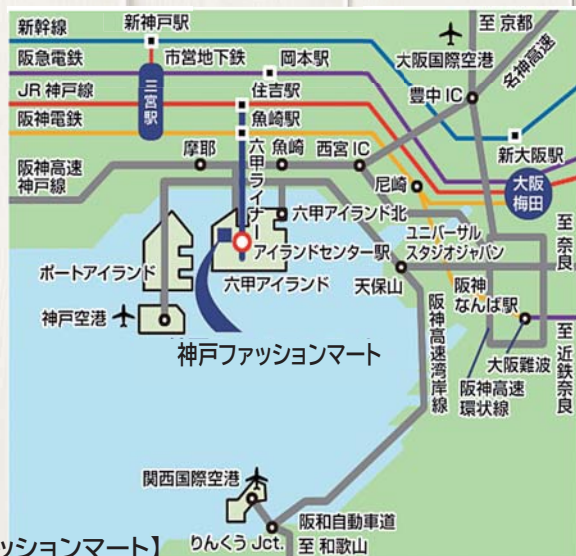 新幹線
新神戸駅
至 京都
阪急電鉄
市営地下鉄
岡本駅
大阪国際空港
名神高速
JR 神戸線
三宮駅
住吉駅
豊中 IC
阪神電鉄
魚崎駅
新大阪駅
六甲ライナー
摩耶
魚崎
西宮 IC
阪神高速
神戸線
尼崎
大阪
梅田
六甲アイランド北
ユニバーサル
スタジオジャパン
至 奈良
アイランドセンター駅
ポートアイランド
六甲アイランド
天保山
阪神
なんば駅
神戸空港
神戸ファッションマート
阪神高速湾岸線
大阪難波
阪神高速
環状線
至 近鉄奈良
関西国際空港
阪和自動車道
ッションマート】
りんくう Jct.
至 和歌山